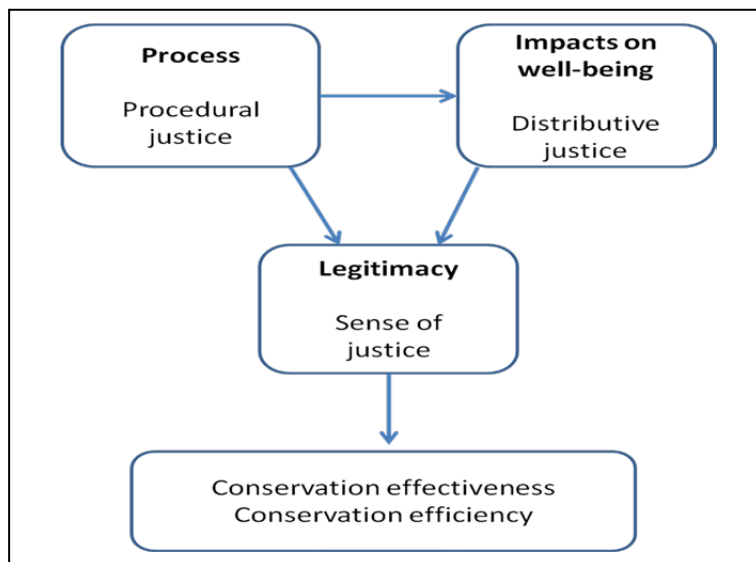 Process
Procedural
justice
Impacts on
well-being
Distributive
justice
Legitimacy
Sense of
justice
Conservation effectiveness
Conservation efficiency